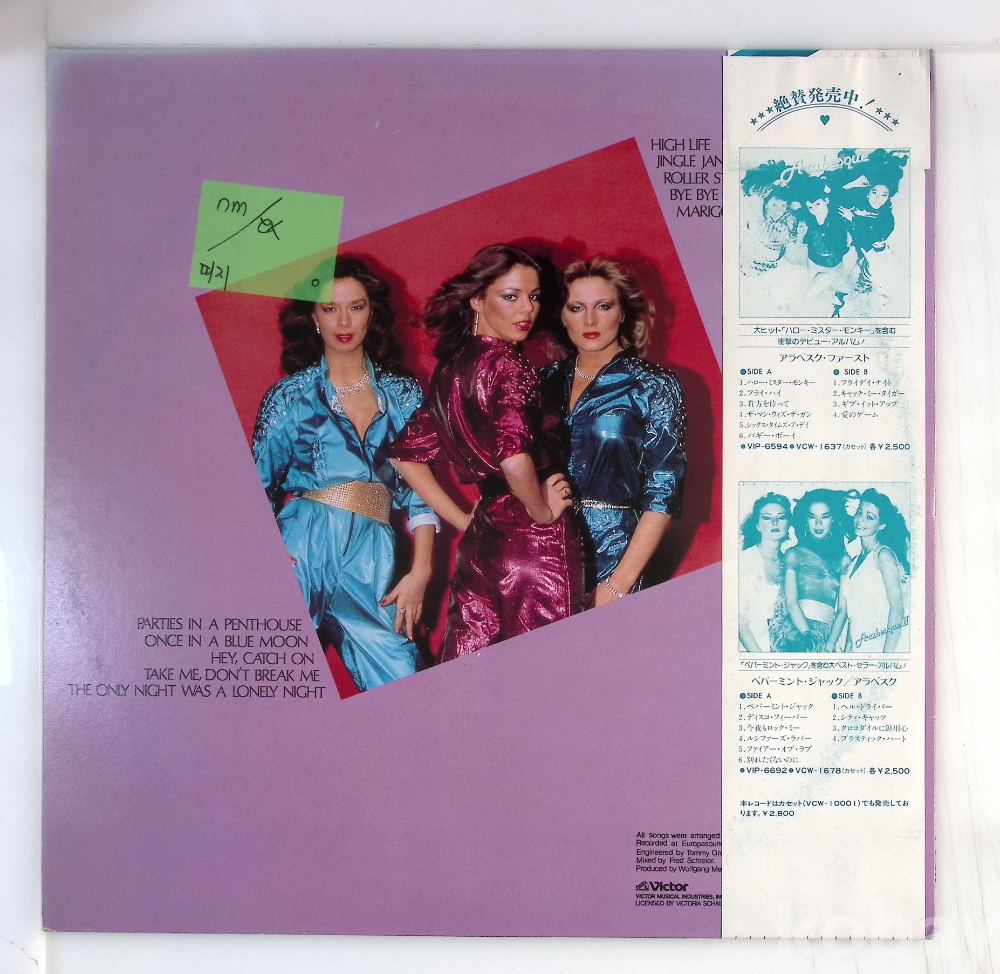 nm/ex
피치
HIGH LIFE
JINGLE JAN
ROLLER ST
BYE BYE
MARIGO
PARTIES IN A PENTHOUSE
ONCE IN A BLUE MOON
HEY, CATCH ON
TAKE ME, DON'T BREAK ME
THE ONLY NIGHT WAS A LONELY NIGHT
All songs were arranged
Recorded at Europasoun
Engineered by Tommy Gro
Mixed by Fred Schreier.
Produced by Wolfgang Me
Victor
VICTOR MUSICAL INDUSTRIES, IN
LICENSED BY VICTORIA SCHAL
★★★絶賛発売中!★★★
Arabesque
大ヒット「ハロー・ミスター・モンキー」を含む
衝撃のデビュー・アルバム!
アラベスク・ファースト
●SIDE A
1.ハロー・ミスター・モンキー
2.フライ・ハイ
3.貴方を待って
4.ザ・マン・ウィズ・ザ・ガン
5.シックス・タイムズ・ア・デイ
6.バギー・ボーイ
●SIDE B
1.フライデイ・ナイト
2.キャッチ・ミー・タイガー
3.ギブ・イット・アップ
4.愛のゲーム
●VIP-6594●VCW-1637(カセット) 各¥2,500
Arabesque II
「ペパーミント・ジャック」を含む大ベスト・セラー・アルバム!
ペパーミント・ジャック/アラベスク
●SIDE A
1.ペパーミント・ジャック
2.ディスコ・フィーバー
3.今夜もロック・ミー
4.ルシファーズ・ラバー
5.ファイアー・オブ・ラブ
6.別れたくないのに
●SIDE B
1.ヘル・ドライバー
2.シティ・キャッツ
3.クロコダイルに御用心
4.プラスティック・ハート
●VIP-6692●VCW-1678(カセット) 各¥2,500
本レコードはカセット(VCW-10001)でも発売してお
ります。¥2,800